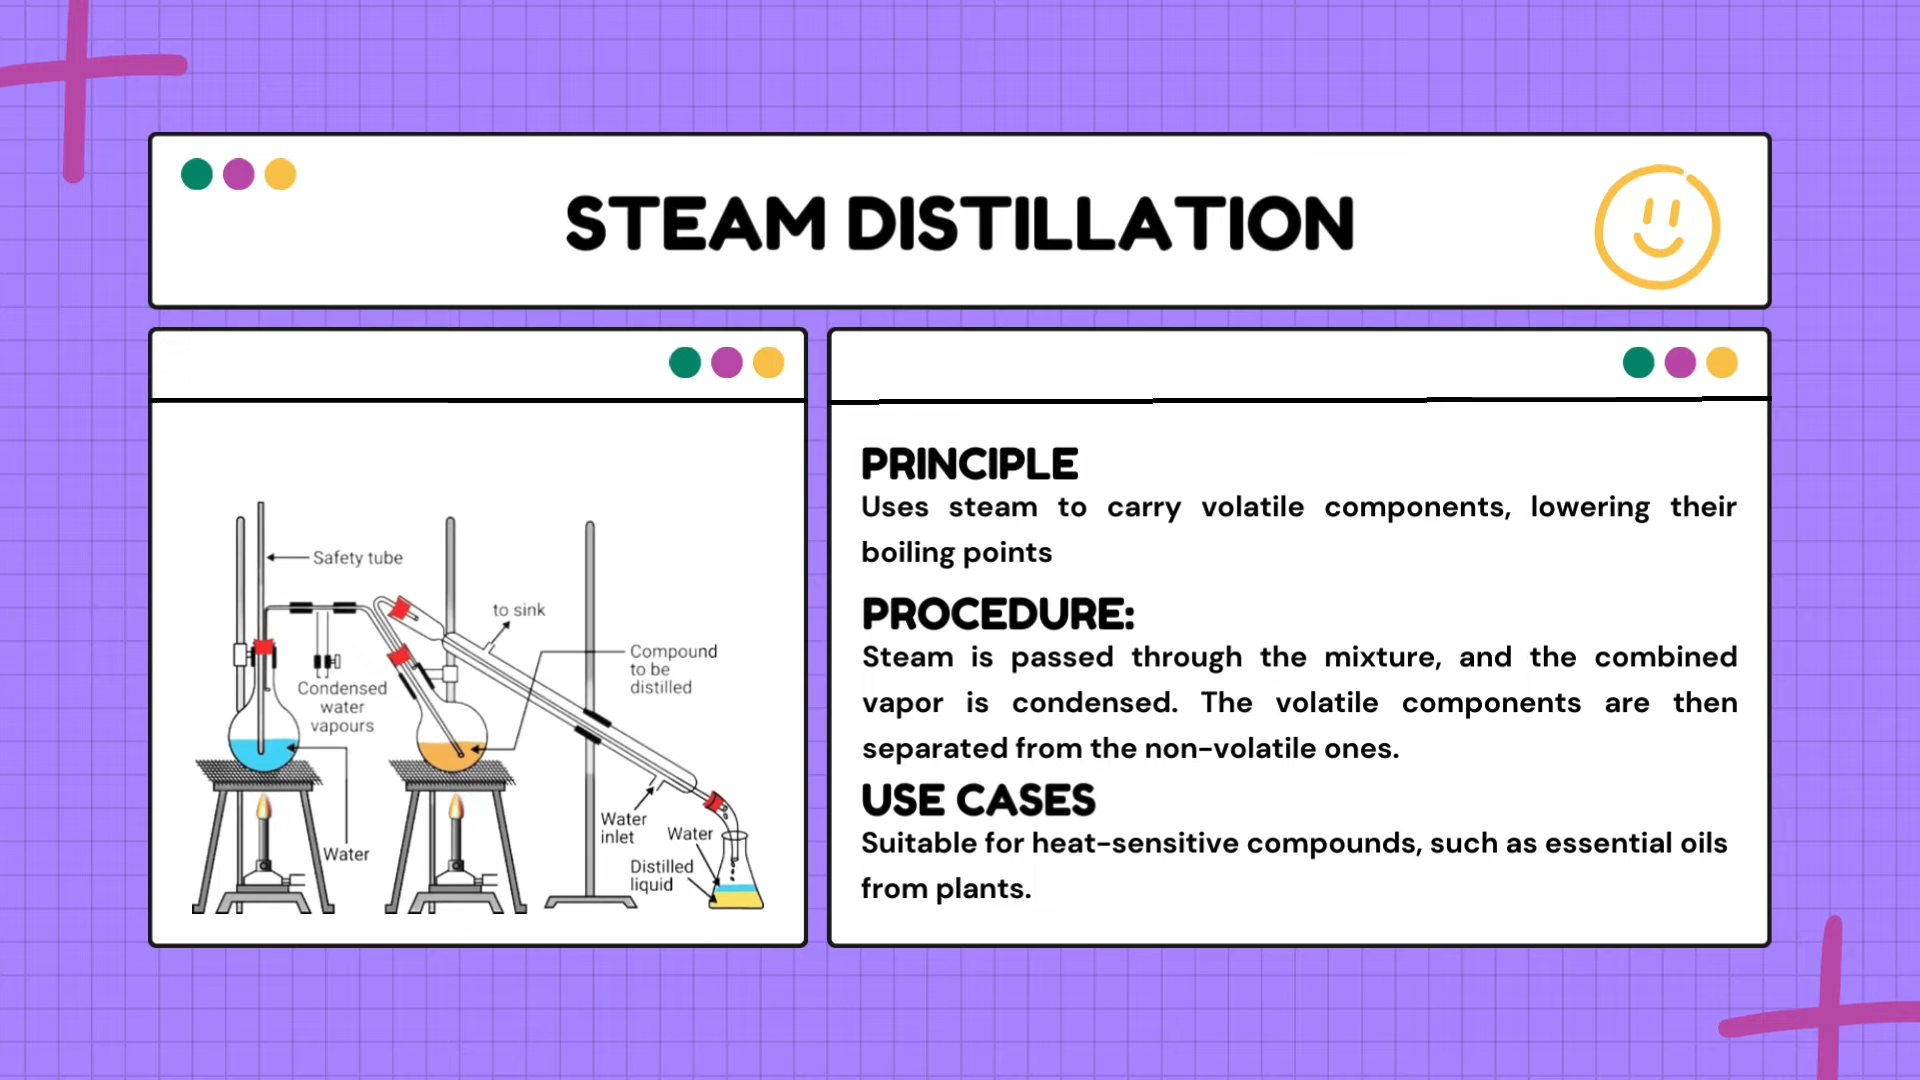 STEAM DISTILLATION
Safety tube
to sink
Compound
to be
distilled
Condensed
water
vapours
Water
inlet
Water
Water
Distilled
liquid
PRINCIPLE
Uses steam to carry volatile components, lowering their
boiling points
PROCEDURE:
Steam is passed through the mixture, and the combined
vapor is condensed. The volatile components are then
separated from the non-volatile ones.
USE CASES
Suitable for heat-sensitive compounds, such as essential oils
from plants.